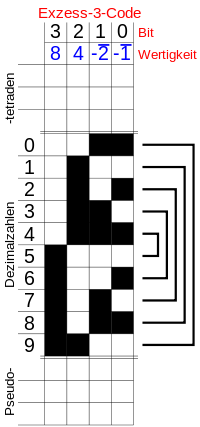 Exzess-3-Code
3 2 1 0 Bit
8 4 -2 -1 Wertigkeit
-tetraden
0
1
2
3
4
5
6
7
8
9
Dezimalzahlen
Pseudo-